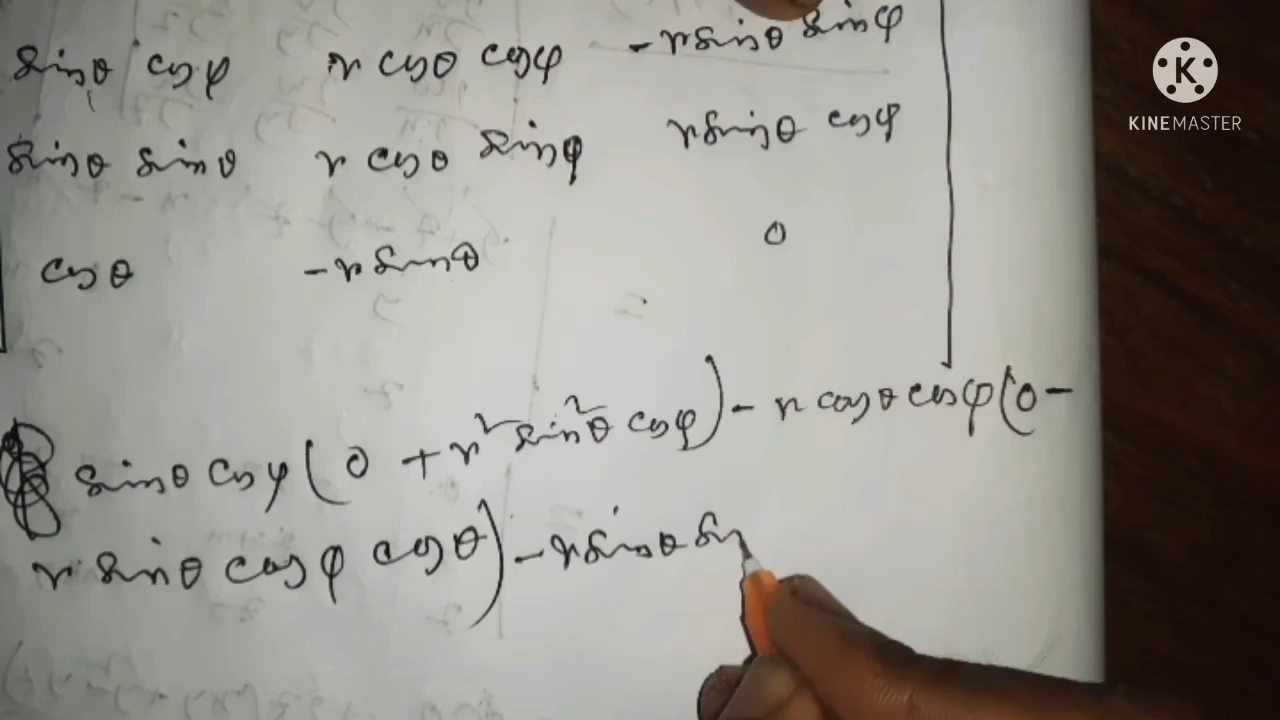 sinθ cosφ r cosθ cosφ -r sinθ sinφ
sinθ sinθ r cosθ sinφ r sinθ cosφ
cosθ -r sinθ 0
sinθ cosφ (0 + r² sin²θ cosφ) - r cosθ cosφ (0 -
r sinθ cosφ cosθ) - r sinθ si
K
KINEMASTER